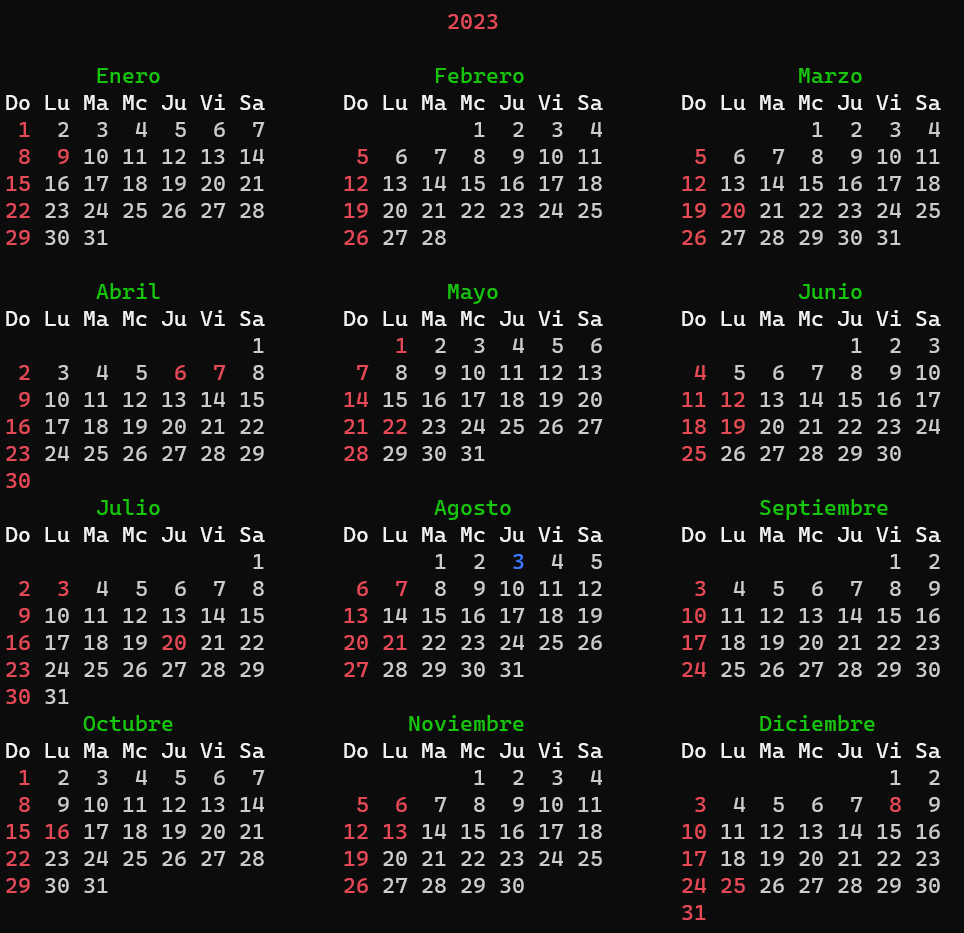 2023
Enero Febrero Marzo
Do Lu Ma Mc Ju Vi Sa Do Lu Ma Mc Ju Vi Sa Do Lu Ma Mc Ju Vi Sa
1 2 3 4 5 6 7 1 2 3 4 1 2 3 4
8 9 10 11 12 13 14 5 6 7 8 9 10 11 5 6 7 8 9 10 11
15 16 17 18 19 20 21 12 13 14 15 16 17 18 12 13 14 15 16 17 18
22 23 24 25 26 27 28 19 20 21 22 23 24 25 19 20 21 22 23 24 25
29 30 31 26 27 28 26 27 28 29 30 31
Abril Mayo Junio
Do Lu Ma Mc Ju Vi Sa Do Lu Ma Mc Ju Vi Sa Do Lu Ma Mc Ju Vi Sa
1 1 2 3 4 5 6 1 2 3
2 3 4 5 6 7 8 7 8 9 10 11 12 13 4 5 6 7 8 9 10
9 10 11 12 13 14 15 14 15 16 17 18 19 20 11 12 13 14 15 16 17
16 17 18 19 20 21 22 21 22 23 24 25 26 27 18 19 20 21 22 23 24
23 24 25 26 27 28 29 28 29 30 31 25 26 27 28 29 30
30
Julio Agosto Septiembre
Do Lu Ma Mc Ju Vi Sa Do Lu Ma Mc Ju Vi Sa Do Lu Ma Mc Ju Vi Sa
1 1 2 3 4 5 1 2
2 3 4 5 6 7 8 6 7 8 9 10 11 12 3 4 5 6 7 8 9
9 10 11 12 13 14 15 13 14 15 16 17 18 19 10 11 12 13 14 15 16
16 17 18 19 20 21 22 20 21 22 23 24 25 26 17 18 19 20 21 22 23
23 24 25 26 27 28 29 27 28 29 30 31 24 25 26 27 28 29 30
30 31
Octubre Noviembre Diciembre
Do Lu Ma Mc Ju Vi Sa Do Lu Ma Mc Ju Vi Sa Do Lu Ma Mc Ju Vi Sa
1 2 3 4 5 6 7 1 2 3 4 1 2
8 9 10 11 12 13 14 5 6 7 8 9 10 11 3 4 5 6 7 8 9
15 16 17 18 19 20 21 12 13 14 15 16 17 18 10 11 12 13 14 15 16
22 23 24 25 26 27 28 19 20 21 22 23 24 25 17 18 19 20 21 22 23
29 30 31 26 27 28 29 30 24 25 26 27 28 29 30
31